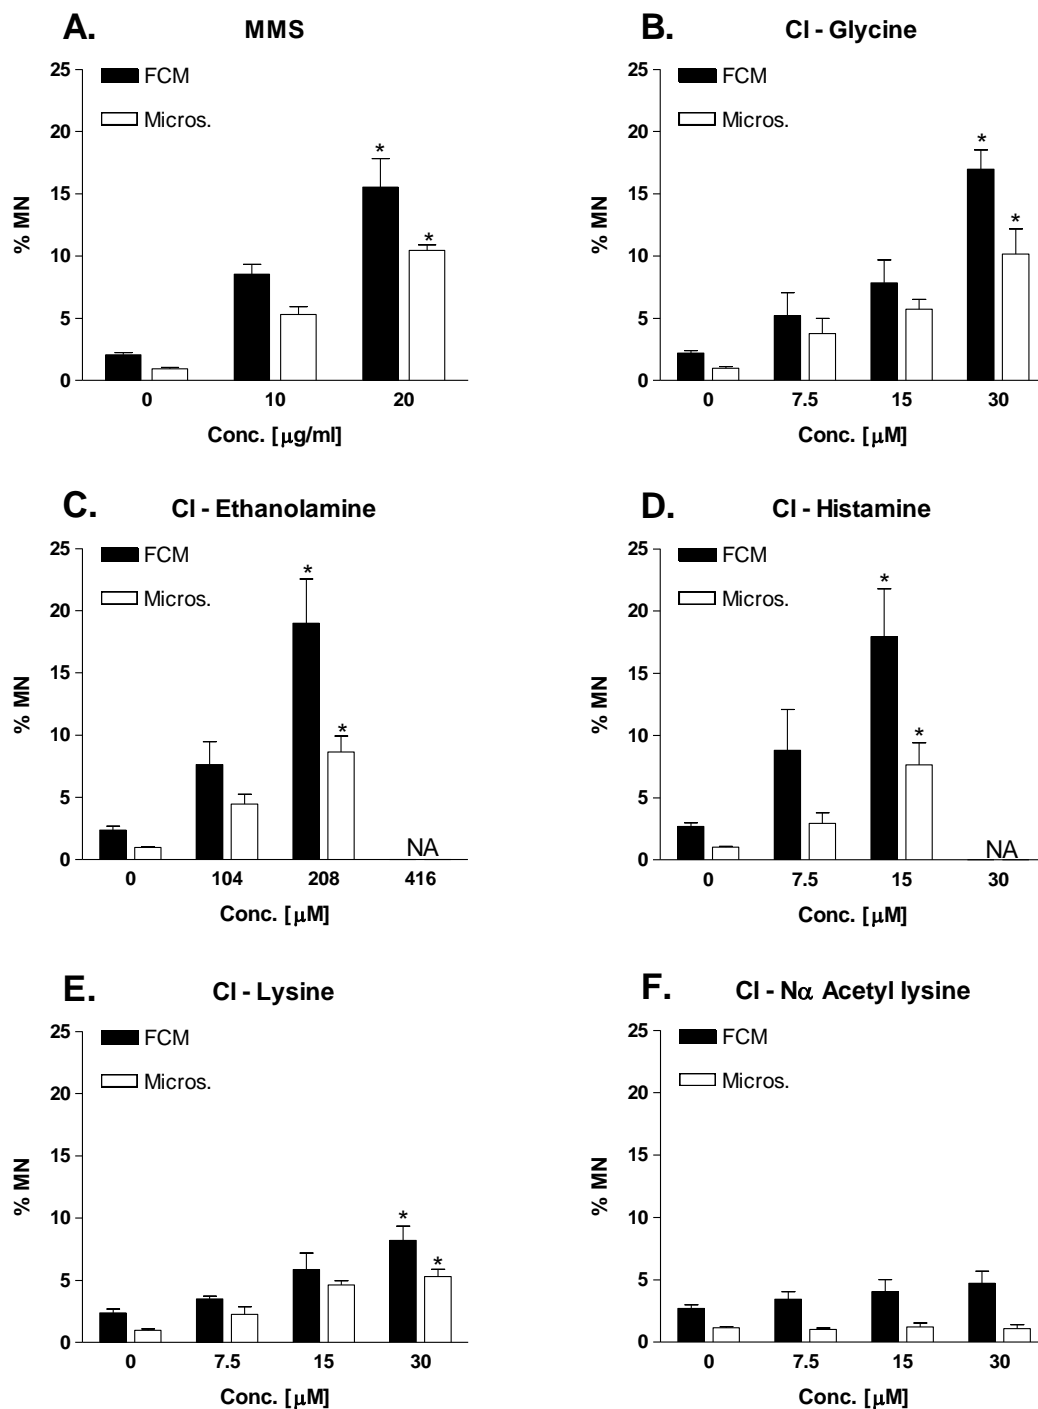 A. MMS
25
FCM
20
Micros.
15
10
5
0
% MN
*
*
0 10 20
Conc. [μg/ml]
B. Cl - Glycine
25
FCM
20
Micros.
15
10
5
0
% MN
*
*
0 7.5 15 30
Conc. [μM]
C. Cl - Ethanolamine
25
FCM
20
Micros.
15
10
5
0
% MN
*
*
NA
0 104 208 416
Conc. [μM]
D. Cl - Histamine
25
FCM
20
Micros.
15
10
5
0
% MN
*
*
NA
0 7.5 15 30
Conc. [μM]
E. Cl - Lysine
25
FCM
20
Micros.
15
10
5
0
% MN
*
*
0 7.5 15 30
Conc. [μM]
F. Cl - Nα Acetyl lysine
25
FCM
20
Micros.
15
10
5
0
% MN
0 7.5 15 30
Conc. [μM]